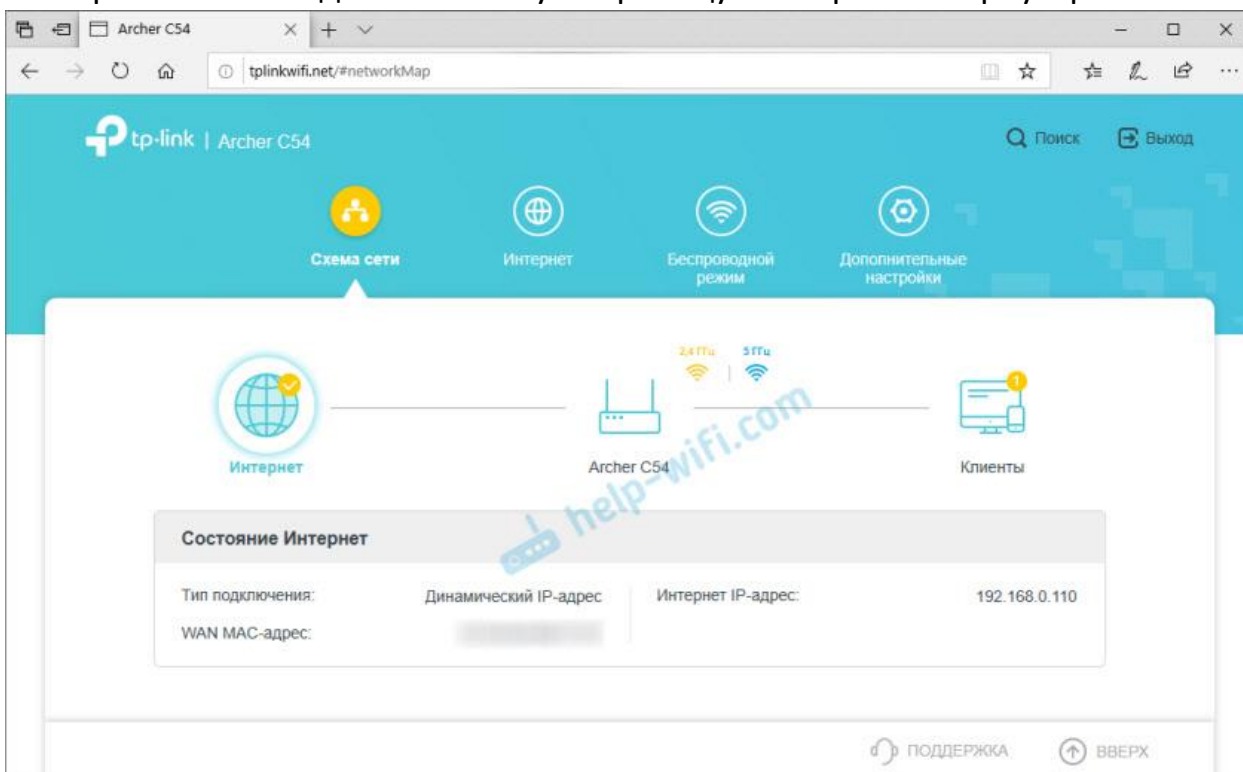 Archer C54
tplinkwifi.net/#networkMap
tp-link | Archer C54
Поиск
Выход
Схема сети
Интернет
Беспроводной
режим
Дополнительные
настройки
2,4 ГГц
5 ГГц
1
Интернет
Archer C54
Клиенты
help-wifi.com
Состояние Интернет
Тип подключения:
Динамический IP-адрес
Интернет IP-адрес:
192.168.0.110
WAN MAC-адрес:
ПОДДЕРЖКА
ВВЕРХ